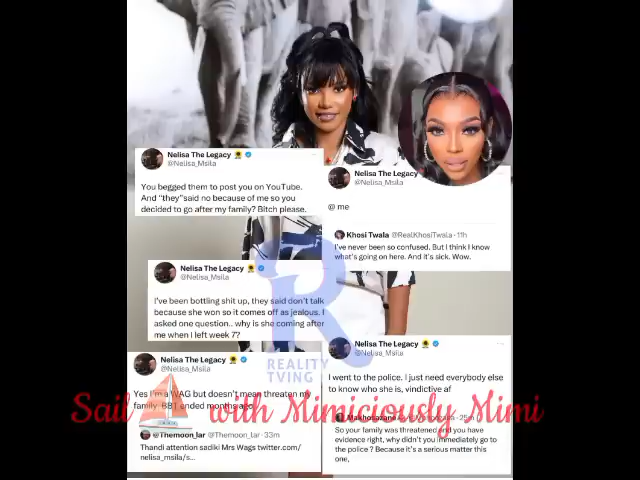 Nelisa The Legacy
@Nelisa_Msila
You begged them to post you on YouTube.
And "they"said no because of me so you
decided to go after my family? Bitch please.
Nelisa The Legacy
@Nelisa_Msila
@ me
Khosi Twala @RealKhosiTwala · 11h
I've never been so confused. But I think I know
what's going on here. And it's sick. Wow.
Nelisa The Legacy
@Nelisa_Msila
I've been bottling shit up, they said don't talk
because she won so it comes off as jealous. I
asked one question.. why is she coming after
me when I left week 7?
R
REALITY
TVING
Nelisa The Legacy
@Nelisa_Msila
Yes I'm a WAG but doesn't mean threaten my
family. BBT ended months ago
@Themoon_lar @Themoon_lar · 33m
Thandi attention sadiki Mrs Wags twitter.com/
nelisa_msila/s...
Nelisa The Legacy
@Nelisa_Msila
I went to the police. I just need everybody else
to know who she is, vindictive af
25m
So your family was threatened and you have
evidence right, why didn't you immediately go to
the police ? Because it's a serious matter this
one,
Sail with Mimiciously Mimi